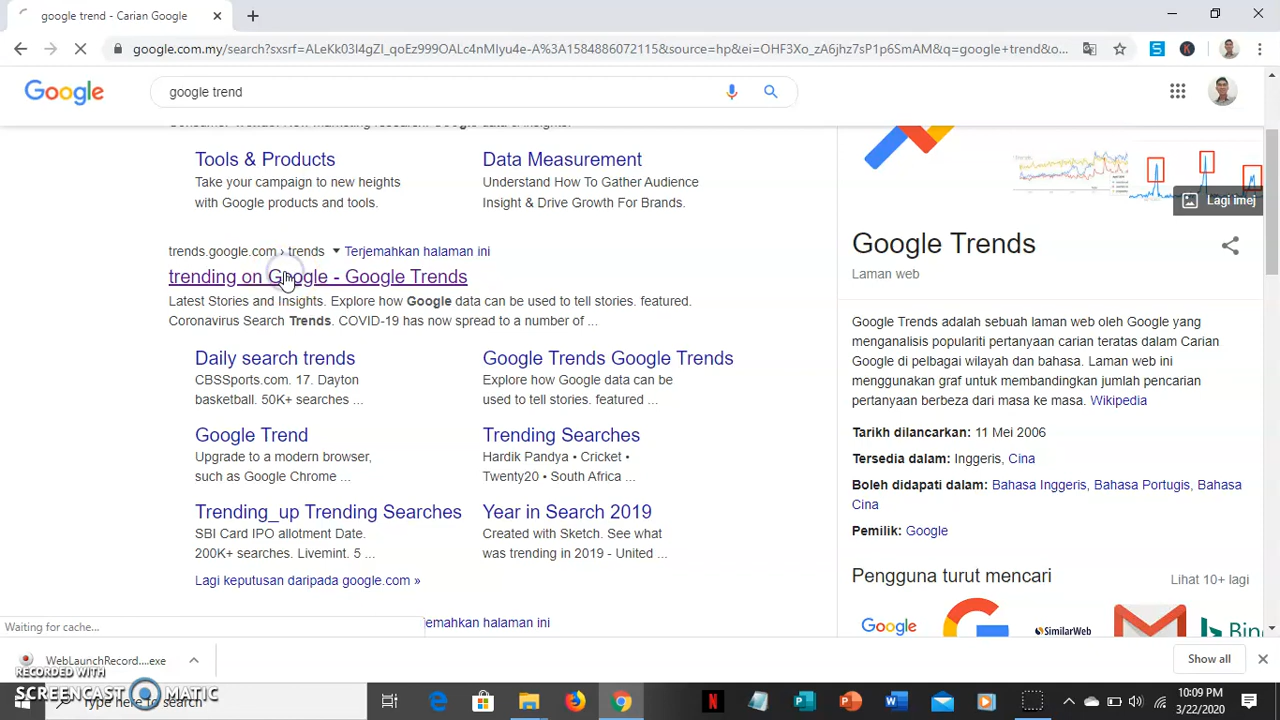 google trend - Carian Google
google.com.my/search?sxsrf=ALeKk03I4gZI_qoEz999OALc4nMIyu4e-A%3A1584886072115&source=hp&ei=OHF3Xo_zA6jhz7sP1p6SmAM&q=google+trend&o...
Google
google trend
Tools & Products
Take your campaign to new heights
with Google products and tools.
Data Measurement
Understand How To Gather Audience
Insight & Drive Growth For Brands.
trends.google.com › trends ▼ Terjemahkan halaman ini
trending on Google - Google Trends
Latest Stories and Insights. Explore how Google data can be used to tell stories. featured.
Coronavirus Search Trends. COVID-19 has now spread to a number of ...
Daily search trends
CBSSports.com. 17. Dayton
basketball. 50K+ searches ...
Google Trends Google Trends
Explore how Google data can be
used to tell stories. featured ...
Google Trend
Upgrade to a modern browser,
such as Google Chrome ...
Trending Searches
Hardik Pandya • Cricket •
Twenty20 • South Africa ...
Trending_up Trending Searches
SBI Card IPO allotment Date.
200K+ searches. Livemint. 5 ...
Year in Search 2019
Created with Sketch. See what
was trending in 2019 - United ...
Lagi keputusan daripada google.com »
emahkan halaman ini
Lagi imej
Google Trends
Laman web
Google Trends adalah sebuah laman web oleh Google yang
menganalisis populariti pertanyaan carian teratas dalam Carian
Google di pelbagai wilayah dan bahasa. Laman web ini
menggunakan graf untuk membandingkan jumlah pencarian
pertanyaan berbeza dari masa ke masa. Wikipedia
Tarikh dilancarkan: 11 Mei 2006
Tersedia dalam: Inggeris, Cina
Boleh didapati dalam: Bahasa Inggeris, Bahasa Portugis, Bahasa
Cina
Pemilik: Google
Pengguna turut mencari
Lihat 10+ lagi
Google
SimilarWeb
Bin
Waiting for cache...
WebLaunchRecord....exe
Show all
RECORDED WITH
SCREENCAST MATIC
Type here to search
10:09 PM
3/22/2020